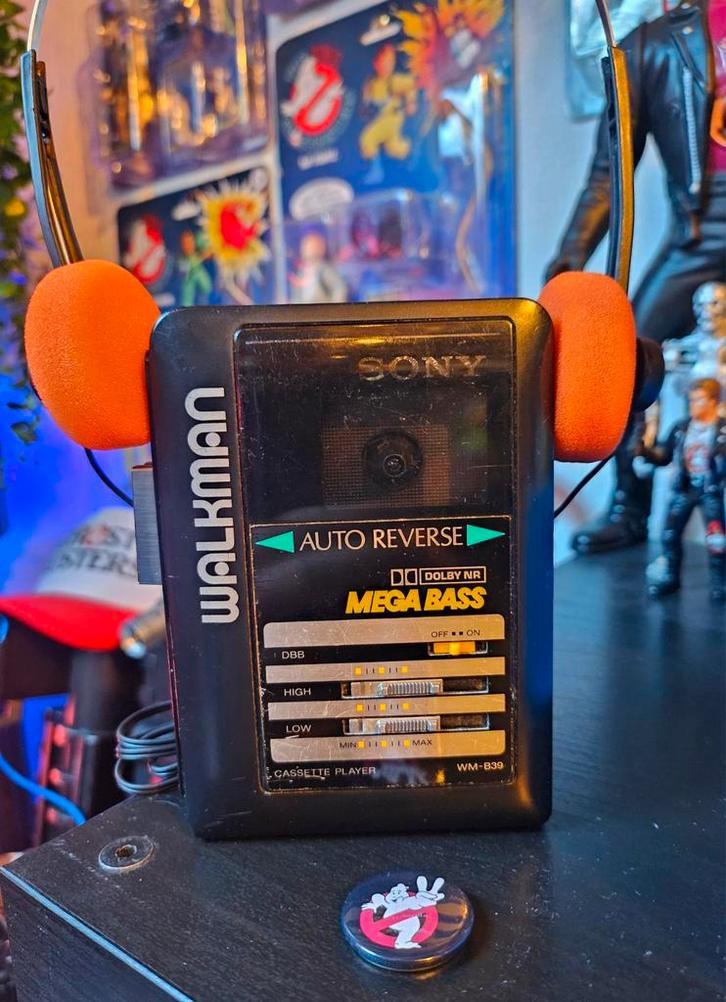 SONY
WALKMAN
AUTO REVERSE
DOLBY NR
MEGA BASS
OFF ON
DBB
HIGH
LOW
MIN MAX
CASSETTE PLAYER WM-B39